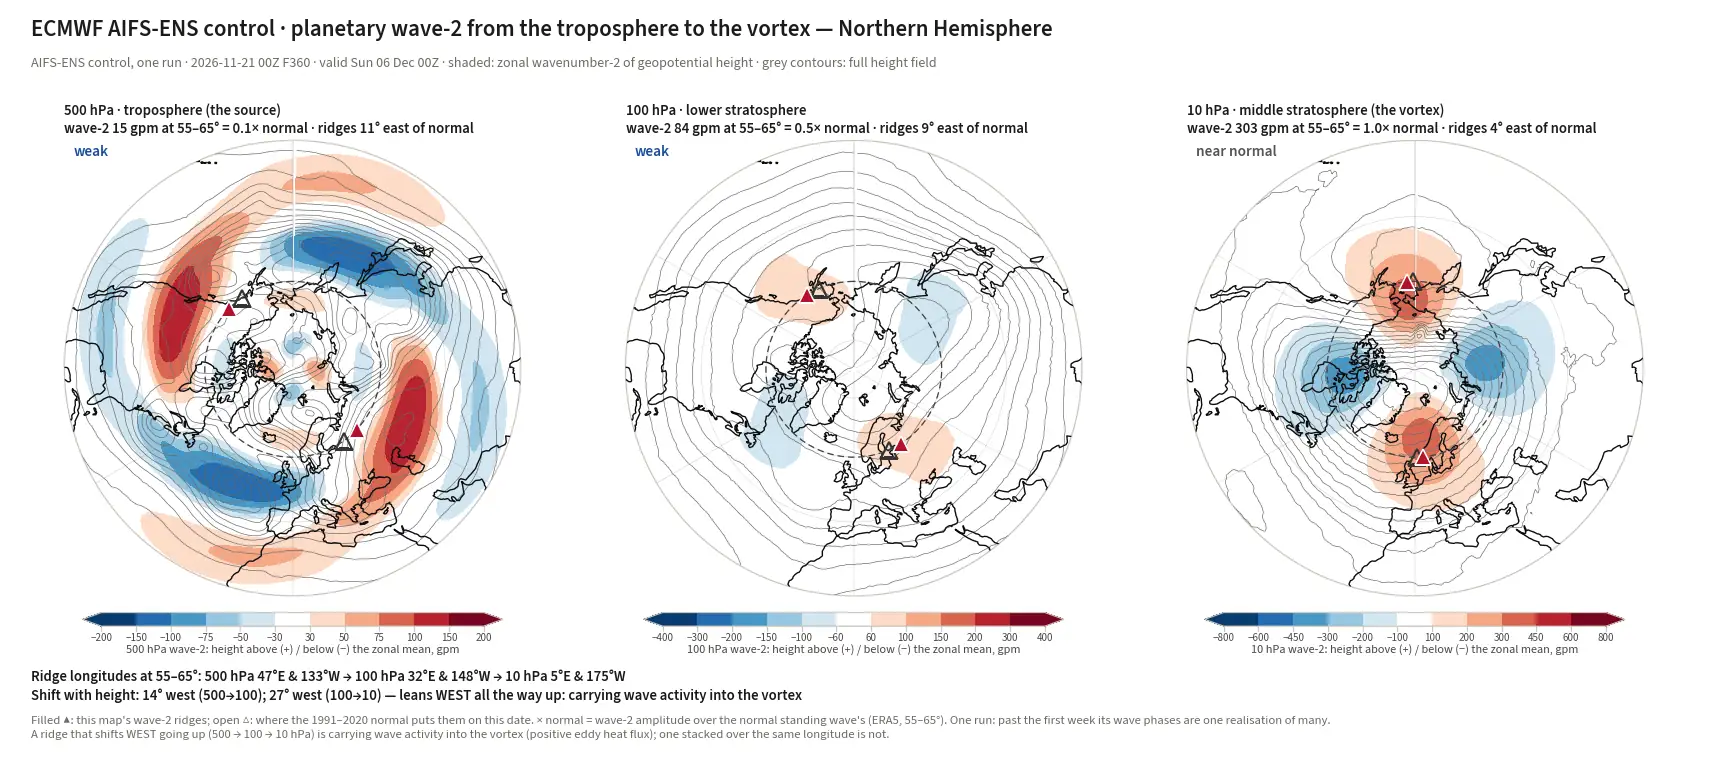 ECMWF AIFS-ENS control · planetary wave-2 from the troposphere to the vortex — Northern Hemisphere
AIFS-ENS control, one run · 2026-11-21 00Z F360 · valid Sun 06 Dec 00Z · shaded: zonal wavenumber-2 of geopotential height · grey contours: full height field
500 hPa · troposphere (the source)
wave-2 15 gpm at 55–65° = 0.1× normal · ridges 11° east of normal
weak
100 hPa · lower stratosphere
wave-2 84 gpm at 55–65° = 0.5× normal · ridges 9° east of normal
weak
10 hPa · middle stratosphere (the vortex)
wave-2 303 gpm at 55–65° = 1.0× normal · ridges 4° east of normal
near normal
−200 −150 −100 −75 −50 −30 30 50 75 100 150 200
500 hPa wave-2: height above (+) / below (−) the zonal mean, gpm
−400 −300 −200 −150 −100 −60 60 100 150 200 300 400
100 hPa wave-2: height above (+) / below (−) the zonal mean, gpm
−800 −600 −450 −300 −200 −100 100 200 300 450 600 800
10 hPa wave-2: height above (+) / below (−) the zonal mean, gpm
Ridge longitudes at 55–65°: 500 hPa 47°E & 133°W → 100 hPa 32°E & 148°W → 10 hPa 5°E & 175°W
Shift with height: 14° west (500→100); 27° west (100→10) — leans WEST all the way up: carrying wave activity into the vortex
Filled ▲: this map's wave-2 ridges; open △: where the 1991–2020 normal puts them on this date. × normal = wave-2 amplitude over the normal standing wave's (ERA5, 55–65°). One run: past the first week its wave phases are one realisation of many.
A ridge that shifts WEST going up (500 → 100 → 10 hPa) is carrying wave activity into the vortex (positive eddy heat flux); one stacked over the same longitude is not.